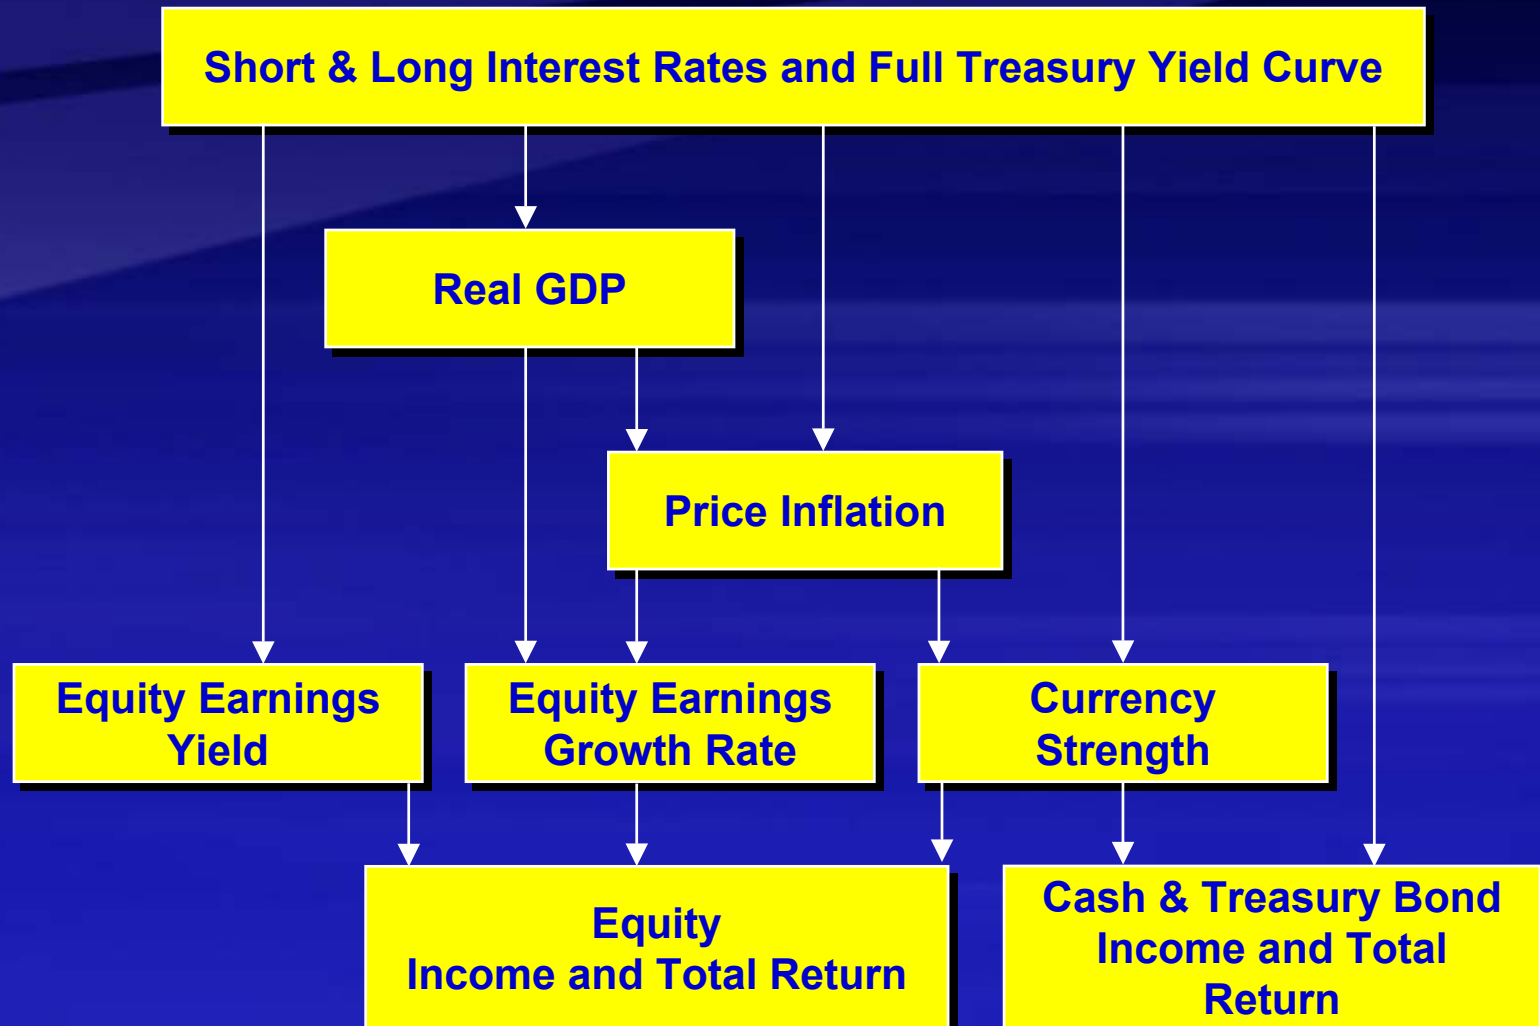 Short & Long Interest Rates and Full Treasury Yield Curve
Real GDP
Price Inflation
Equity Earnings
Yield
Equity Earnings
Growth Rate
Currency
Strength
Equity
Income and Total Return
Cash & Treasury Bond
Income and Total
Return